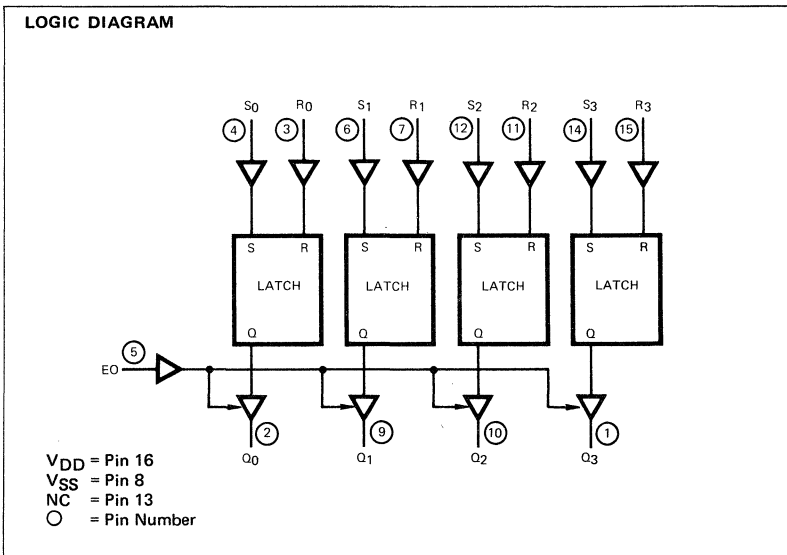 LOGIC DIAGRAM
S0 R0 S1 R1 S2 R2 S3 R3
4 3 6 7 12 11 14 15
S R S R S R S R
LATCH LATCH LATCH LATCH
Q Q Q
5
EO
2 9 10 1
Q0 Q1 Q2 Q3
VDD = Pin 16
VSS = Pin 8
NC = Pin 13
= Pin Number